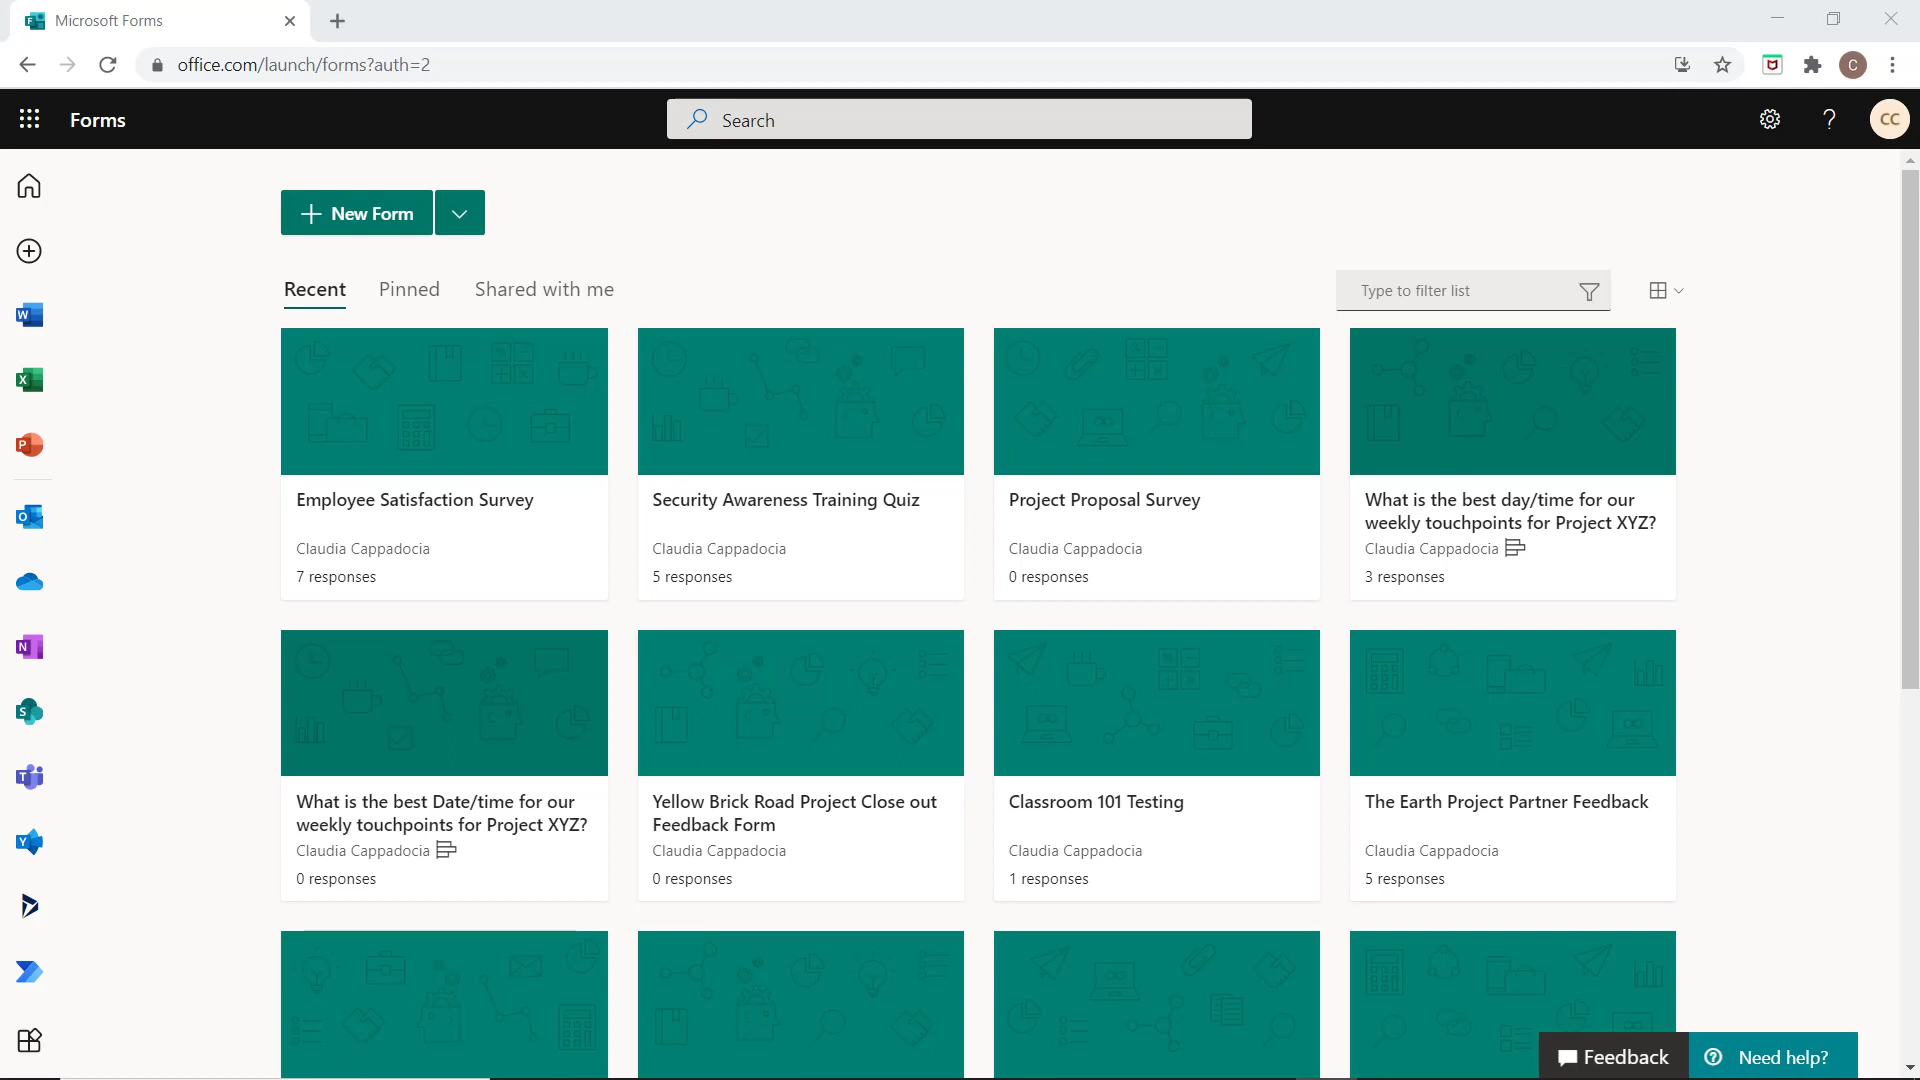 Microsoft Forms
office.com/launch/forms?auth=2
C
Forms
Search
?
CC
New Form
Recent
Pinned
Shared with me
Type to filter list
W
X
P
O
N
S
T
Y
Employee Satisfaction Survey
Claudia Cappadocia
7 responses
Security Awareness Training Quiz
Claudia Cappadocia
5 responses
Project Proposal Survey
Claudia Cappadocia
0 responses
What is the best day/time for our
weekly touchpoints for Project XYZ?
Claudia Cappadocia
3 responses
What is the best Date/time for our
weekly touchpoints for Project XYZ?
Claudia Cappadocia
0 responses
Yellow Brick Road Project Close out
Feedback Form
Claudia Cappadocia
0 responses
Classroom 101 Testing
Claudia Cappadocia
1 responses
The Earth Project Partner Feedback
Claudia Cappadocia
5 responses
Feedback
? Need help?